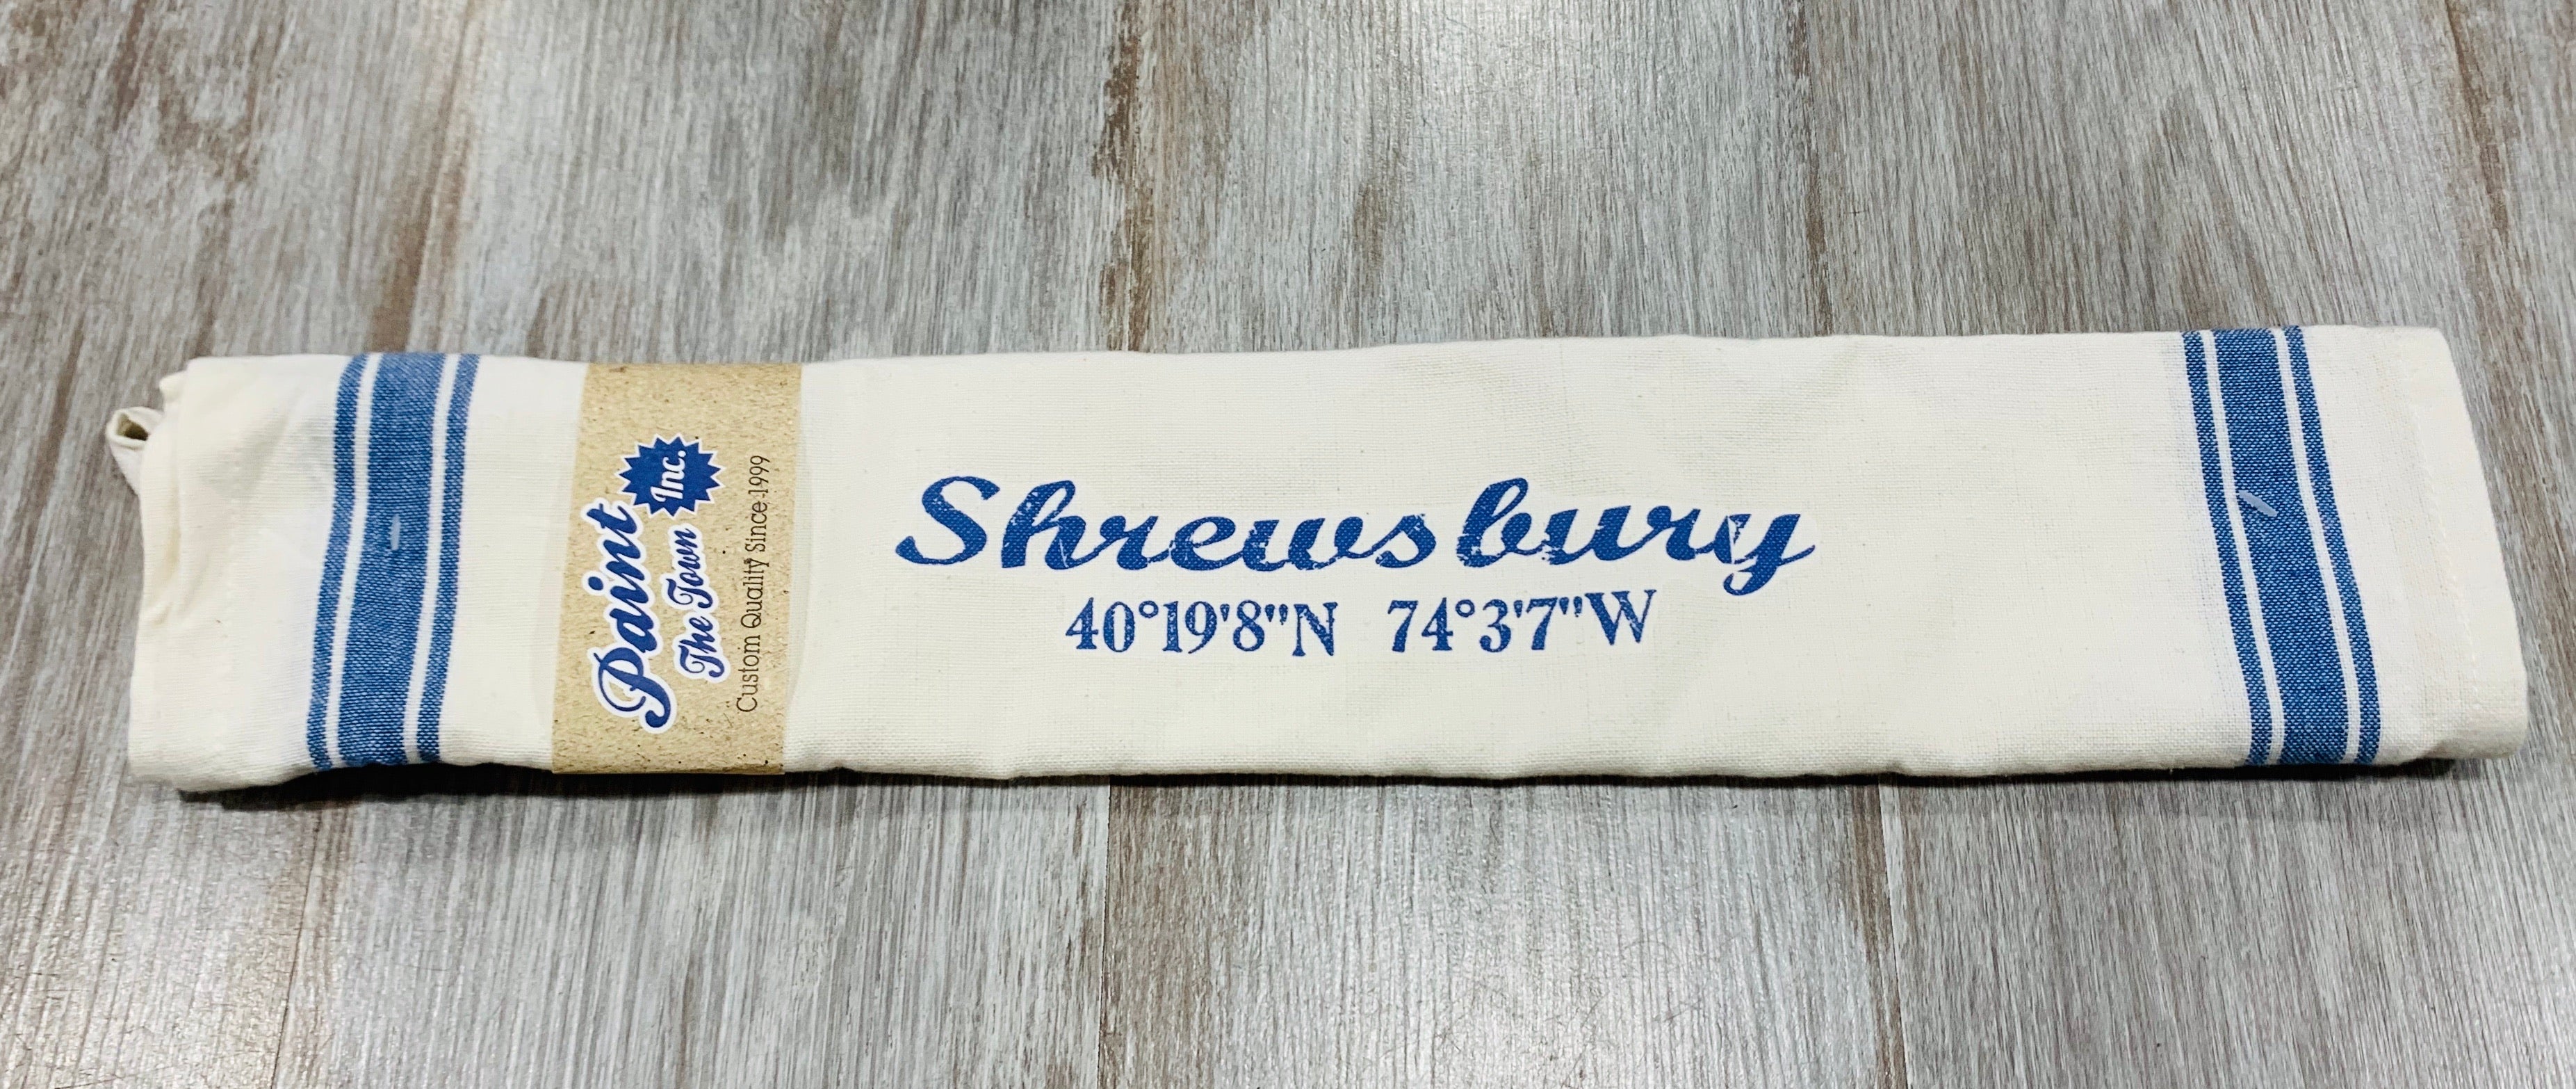 Paint
The Town
Inc.
Custom Quality Since 1999
Shrewsbury
40°19'8"N 74°3'7"W